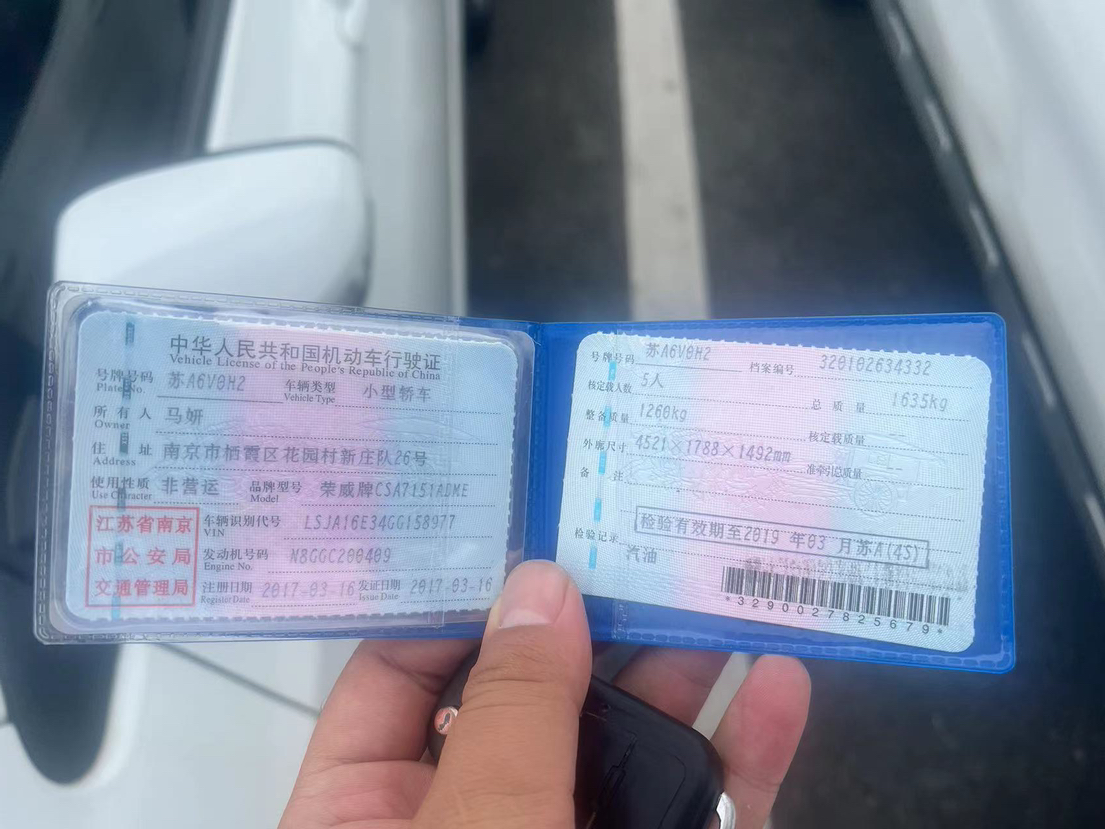 中华人民共和国机动车行驶证
Vehicle License of the People's Republic of China
号牌号码 苏A6V0H2 车辆类型 小型轿车
Plate No. Vehicle Type
所有人 马妍
Owner
住址 南京市栖霞区花园村新庄队26号
Address
使用性质 非营运 品牌型号 荣威牌CSA7151ADME
Use Character Model
江苏省南京
市公安局
交通管理局
车辆识别代号 LSJA16E34GG158977
VIN
发动机号码 N8GGC200409
Engine No.
注册日期 2017-03-16 发证日期 2017-03-16
Register Date Issue Date
号牌号码 苏A6V0H2 档案编号 320102634332
核定载人数 5人 总质量 1635kg
整备质量 1260kg 核定载质量 --
外廓尺寸 4521×1788×1492mm 准牵引总质量 --
备注
检验有效期至2019年03月苏A(4S)
检验记录
汽油
*3290027825679*